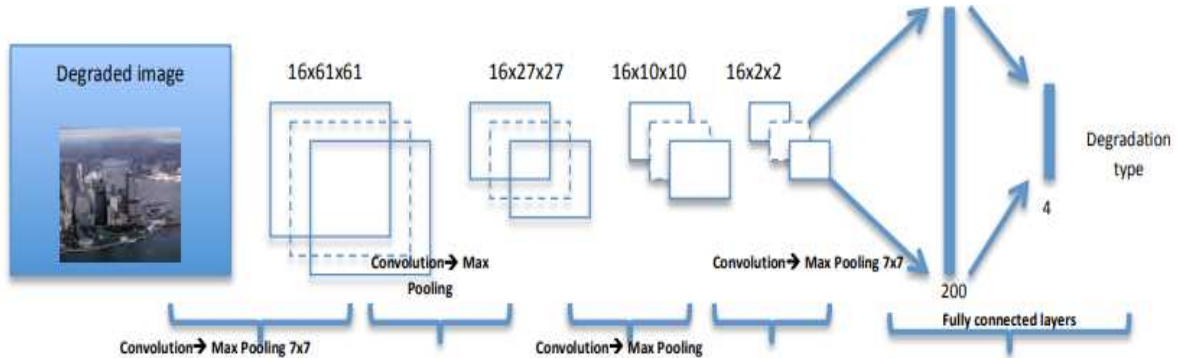 Degraded image
16x61x61
16x27x27
16x10x10
16x2x2
Degradation
type
4
Convolution→ Max
Pooling
Convolution→ Max Pooling 7x7
200
Fully connected layers
Convolution→ Max Pooling 7x7
Convolution→ Max Pooling